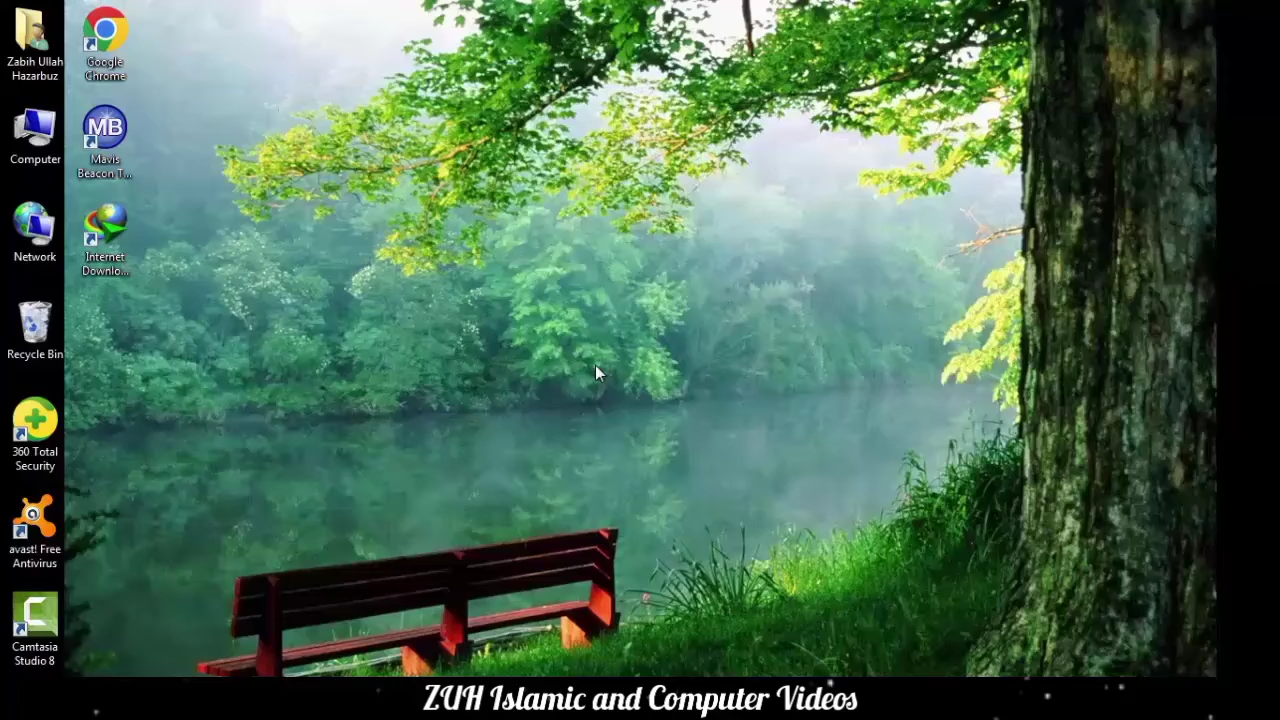 Zabih Ullah
Hazarbuz
Google
Chrome
Computer
MB
Mavis
Beacon T...
Network
Internet
Downlo...
Recycle Bin
360 Total
Security
avast! Free
Antivirus
Camtasia
Studio 8
ZUH Islamic and Computer Videos